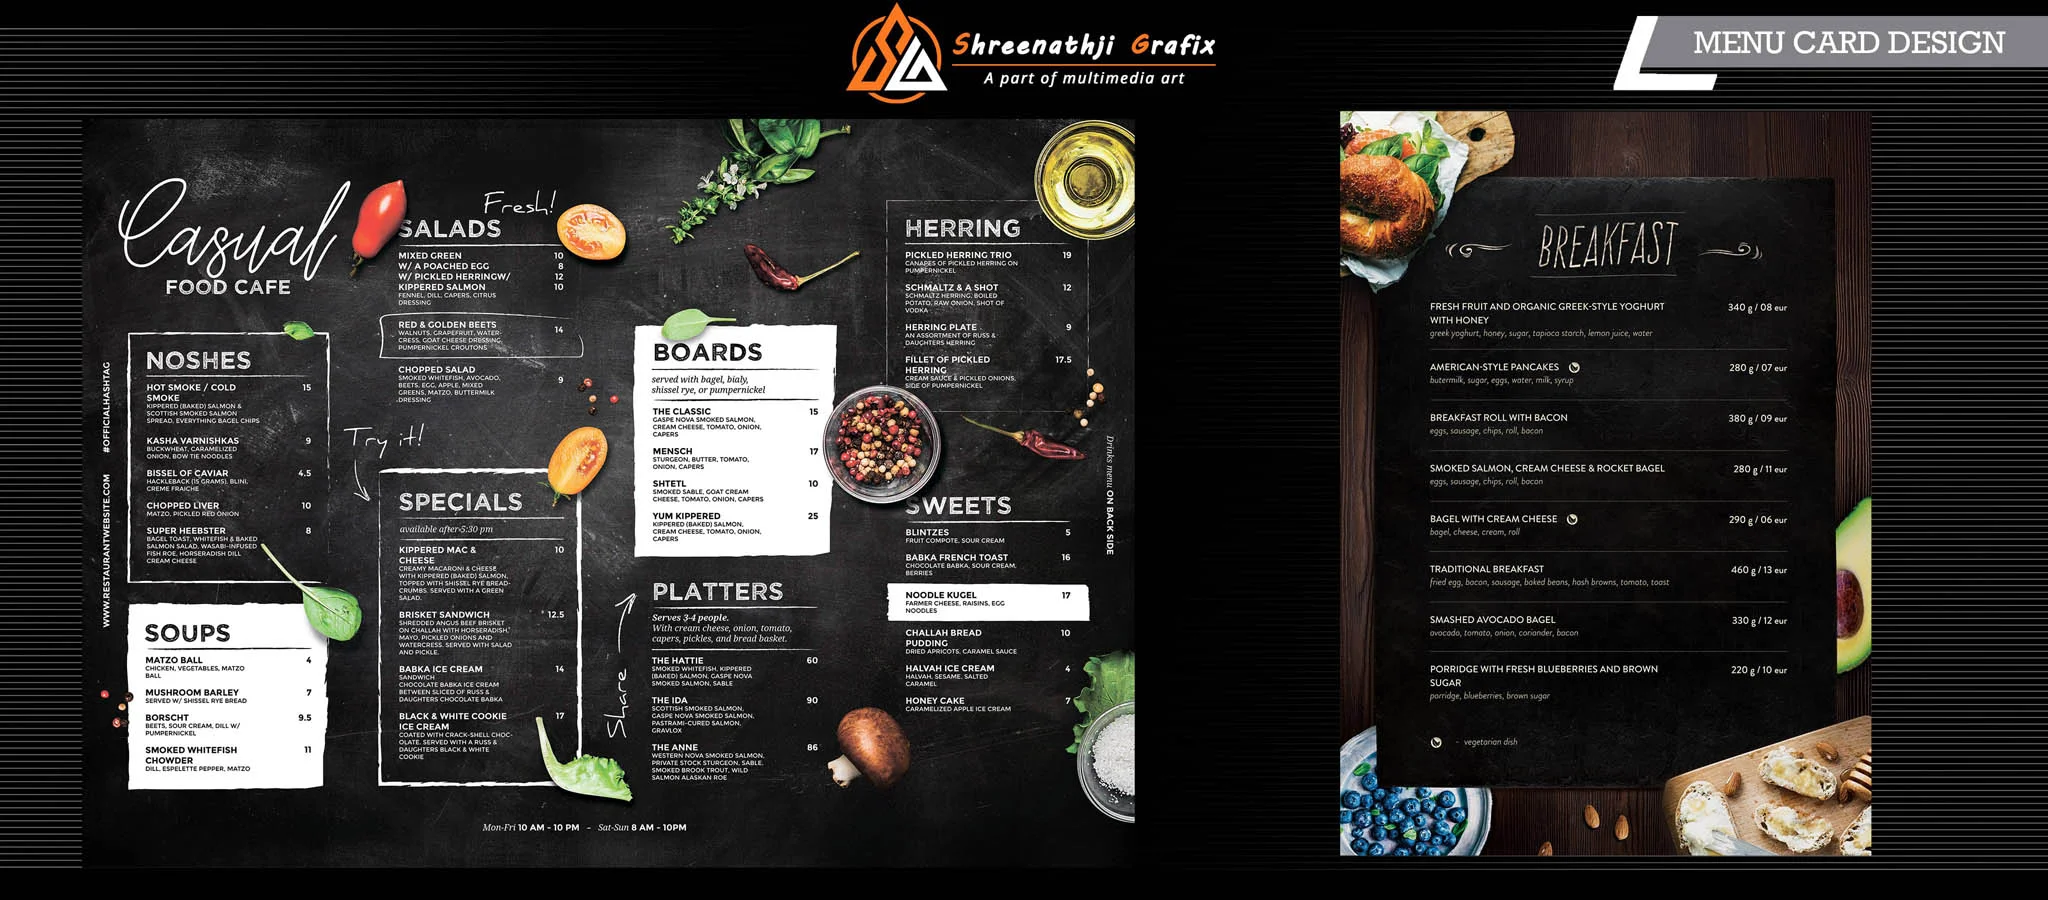 Shreenathji Grafix
A part of multimedia art
MENU CARD DESIGN
Casual
FOOD CAFE
WWW.RESTAURANTWEBSITE.COM #OFFICIALHASHTAG
NOSHES
HOT SMOKE / COLD 15
SMOKE
KIPPERED (BAKED) SALMON &
SCOTTISH SMOKED SALMON
SPREAD, EVERYTHING BAGEL CHIPS
KASHA VARNISHKAS 9
BUCKWHEAT, CARAMELIZED
ONION, BOW TIE NOODLES
BISSEL OF CAVIAR 4.5
HACKLEBACK (15 GRAMS), BLINI,
CREME FRAICHE
CHOPPED LIVER 10
MATZO, PICKLED RED ONION
SUPER HEEBSTER 8
BAGEL TOAST, WHITEFISH & BAKED
SALMON SALAD, WASABI-INFUSED
FISH ROE, HORSERADISH DILL
CREAM CHEESE
SOUPS
MATZO BALL 4
CHICKEN, VEGETABLES, MATZO
BALL
MUSHROOM BARLEY 7
SERVED W/ SHISSEL RYE BREAD
BORSCHT 9.5
BEETS, SOUR CREAM, DILL W/
PUMPERNICKEL
SMOKED WHITEFISH 11
CHOWDER
DILL, ESPELETTE PEPPER, MATZO
Fresh!
SALADS
MIXED GREEN 10
W/ A POACHED EGG 8
W/ PICKLED HERRINGW/ 12
KIPPERED SALMON 10
FENNEL, DILL, CAPERS, CITRUS
DRESSING
RED & GOLDEN BEETS 14
WALNUTS, GRAPEFRUIT, WATER-
CRESS, GOAT CHEESE DRESSING,
PUMPERNICKEL CROUTONS
CHOPPED SALAD 9
SMOKED WHITEFISH, AVOCADO,
BEETS, EGG, APPLE, MIXED
GREENS, MATZO, BUTTERMILK
DRESSING
Try it!
SPECIALS
available after 5:30 pm
KIPPERED MAC & 10
CHEESE
CREAMY MACARONI & CHEESE
WITH KIPPERED (BAKED) SALMON,
TOPPED WITH SHISSEL RYE BREAD-
CRUMBS. SERVED WITH A GREEN
SALAD.
BRISKET SANDWICH 12.5
SHREDDED ANGUS BEEF BRISKET
ON CHALLAH WITH HORSERADISH,
MAYO, PICKLED ONIONS AND
WATERCRESS. SERVED WITH SALAD
AND PICKLE.
BABKA ICE CREAM 14
SANDWICH
CHOCOLATE BABKA ICE CREAM
BETWEEN SLICED OF RUSS &
DAUGHTERS CHOCOLATE BABKA
BLACK & WHITE COOKIE 17
ICE CREAM
COATED WITH CRACK-SHELL CHOC-
OLATE. SERVED WITH A RUSS &
DAUGHTERS BLACK & WHITE
COOKIE
BOARDS
served with bagel, bialy,
shissel rye, or pumpernickel
THE CLASSIC 15
GASPE NOVA SMOKED SALMON,
CREAM CHEESE, TOMATO, ONION,
CAPERS
MENSCH 17
STURGEON, BUTTER, TOMATO,
ONION, CAPERS
SHTETL 10
SMOKED SABLE, GOAT CREAM
CHEESE, TOMATO, ONION, CAPERS
YUM KIPPERED 25
KIPPERED (BAKED) SALMON,
CREAM CHEESE, TOMATO, ONION,
CAPERS
PLATTERS
Serves 3-4 people.
With cream cheese, onion, tomato,
capers, pickles, and bread basket.
Share
THE HATTIE 60
SMOKED WHITEFISH, KIPPERED
(BAKED) SALMON, GASPE NOVA
SMOKED SALMON, SABLE
THE IDA 90
SCOTTISH SMOKED SALMON,
GASPE NOVA SMOKED SALMON,
PASTRAMI-CURED SALMON,
GRAVLOX
THE ANNE 86
WESTERN NOVA SMOKED SALMON,
PRIVATE STOCK STURGEON, SABLE,
SMOKED BROOK TROUT, WILD
SALMON ALASKAN ROE
HERRING
PICKLED HERRING TRIO 19
CANAPES OF PICKLED HERRING ON
PUMPERNICKEL
SCHMALTZ & A SHOT 12
SCHMALTZ HERRING, BOILED
POTATO, RAW ONION, SHOT OF
VODKA
HERRING PLATE 9
AN ASSORTMENT OF RUSS &
DAUGHTERS HERRING
FILLET OF PICKLED 17.5
HERRING
CREAM SAUCE & PICKLED ONIONS,
SIDE OF PUMPERNICKEL
SWEETS
BLINTZES 5
FRUIT COMPOTE, SOUR CREAM
BABKA FRENCH TOAST 16
CHOCOLATE BABKA, SOUR CREAM,
BERRIES
NOODLE KUGEL 17
FARMER CHEESE, RAISINS, EGG
NOODLES
CHALLAH BREAD 10
PUDDING
DRIED APRICOTS, CARAMEL SAUCE
HALVAH ICE CREAM 4
HALVAH, SESAME, SALTED
CARAMEL
HONEY CAKE 7
CARAMELIZED APPLE ICE CREAM
Drinks menu ON BACK SIDE
Mon-Fri 10 AM - 10 PM - Sat-Sun 8 AM - 10PM
BREAKFAST
FRESH FRUIT AND ORGANIC GREEK-STYLE YOGHURT 340 g / 08 eur
WITH HONEY
greek yoghurt, honey, sugar, tapioca starch, lemon juice, water
AMERICAN-STYLE PANCAKES 280 g / 07 eur
butermilk, sugar, eggs, water, milk, syrup
BREAKFAST ROLL WITH BACON 380 g / 09 eur
eggs, sausage, chips, roll, bacon
SMOKED SALMON, CREAM CHEESE & ROCKET BAGEL 280 g / 11 eur
eggs, sausage, chips, roll, bacon
BAGEL WITH CREAM CHEESE 290 g / 06 eur
bagel, cheese, cream, roll
TRADITIONAL BREAKFAST 460 g / 13 eur
fried egg, bacon, sausage, baked beans, hash browns, tomato, toast
SMASHED AVOCADO BAGEL 330 g / 12 eur
avocado, tomato, onion, coriander, bacon
PORRIDGE WITH FRESH BLUEBERRIES AND BROWN 220 g / 10 eur
SUGAR
porridge, blueberries, brown sugar
- vegetarian dish